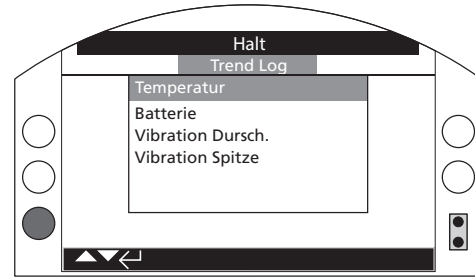 Halt
Trend Log
Temperatur
Batterie
Vibration Dursch.
Vibration Spitze